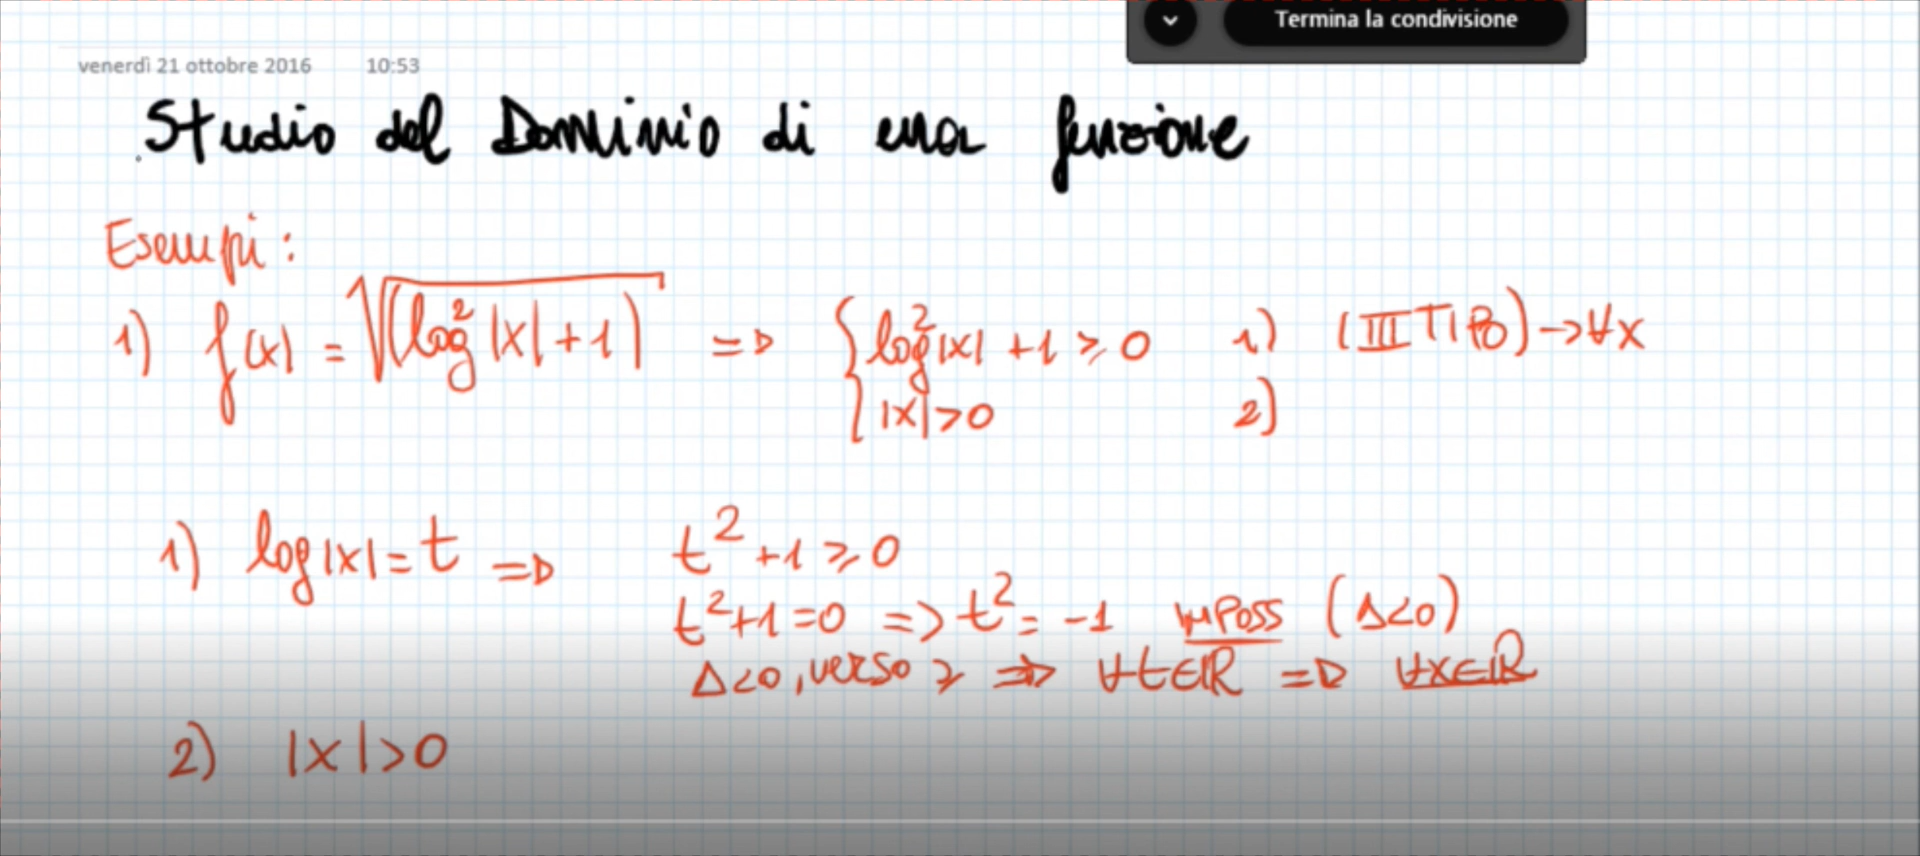 Termina la condivisione
venerdì 21 ottobre 2016 10:53
Studio del Dominio di una funzione
Esempi:
1) f(x) = √(log²|x|+1) => { log²|x| + 1 ≥ 0 1) (III TIPO) → ∀x
|x| > 0 2)
1) log|x| = t => t² + 1 ≥ 0
t² + 1 = 0 => t² = -1 IMPOSS (Δ<0)
Δ<0, verso ≥ => ∀t∈ℝ => ∀x∈ℝ
2) |x| > 0